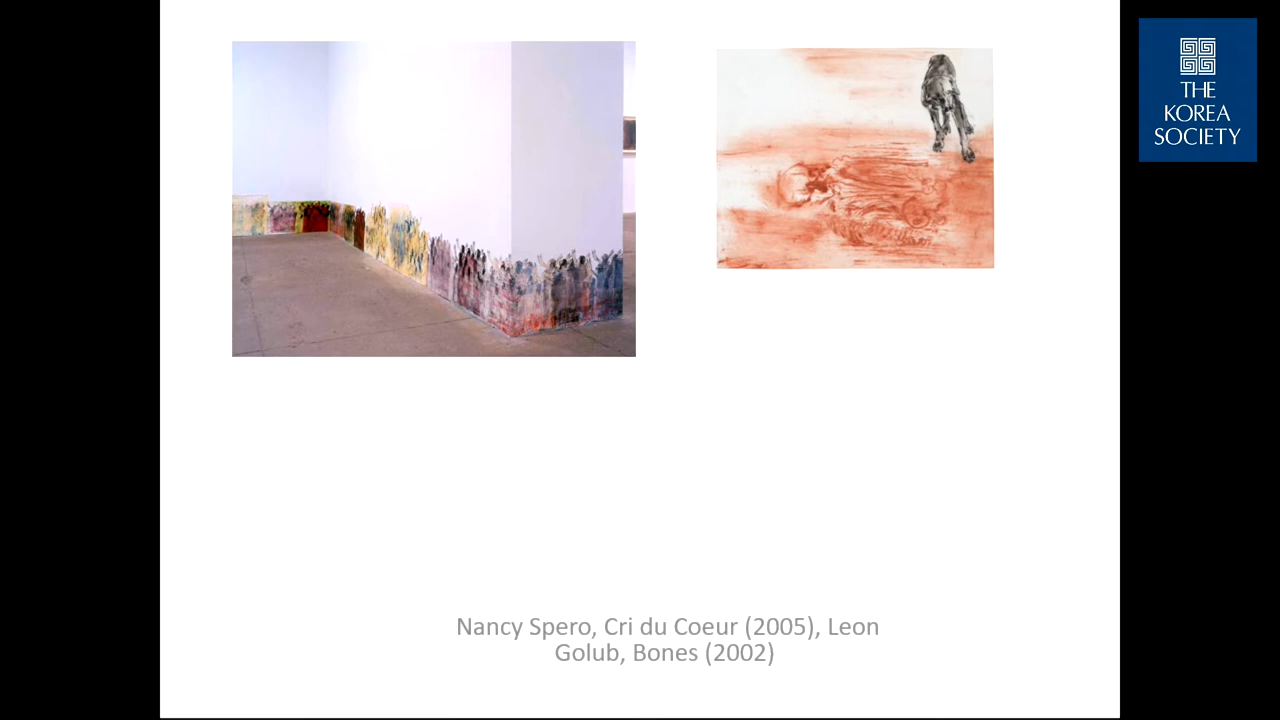 THE
KOREA
SOCIETY
Nancy Spero, Cri du Coeur (2005), Leon
Golub, Bones (2002)